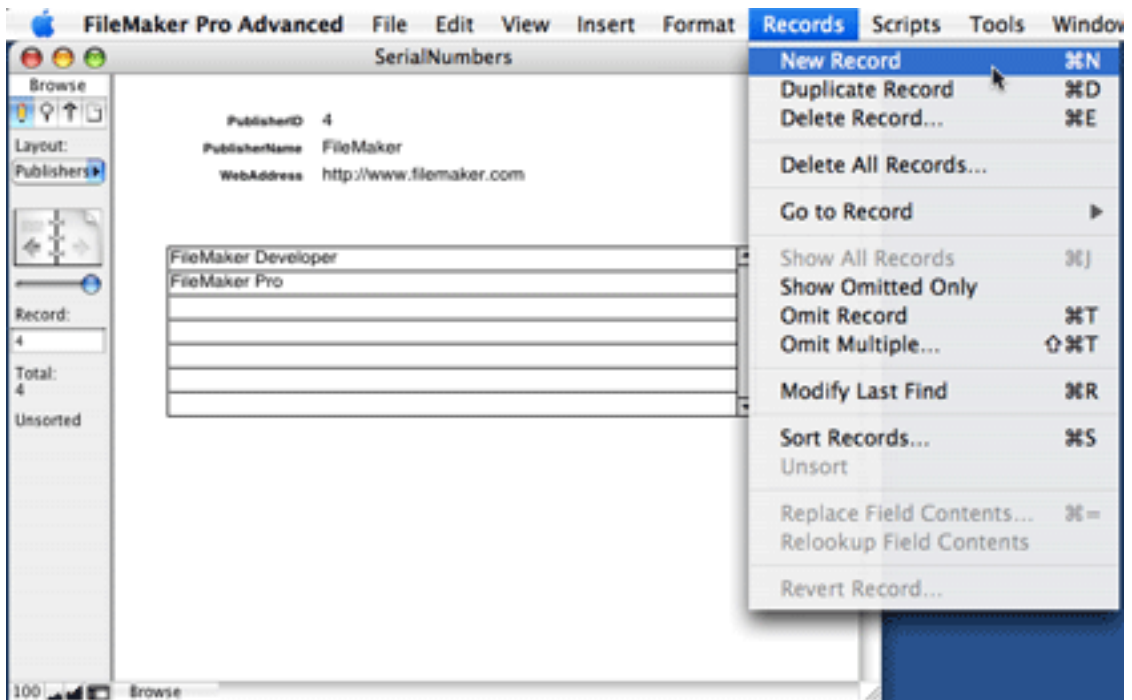 FileMaker Pro Advanced File Edit View Insert Format Records Scripts Tools Window
SerialNumbers
Browse
Layout:
Publishers
Record:
4
Total:
4
Unsorted
PublisherID 4
PublisherName FileMaker
WebAddress http://www.filemaker.com
FileMaker Developer
FileMaker Pro
New Record ⌘N
Duplicate Record ⌘D
Delete Record... ⌘E
Delete All Records...
Go to Record
Show All Records ⌘J
Show Omitted Only
Omit Record ⌘T
Omit Multiple... ⇧⌘T
Modify Last Find ⌘R
Sort Records... ⌘S
Unsort
Replace Field Contents... ⌘=
Relookup Field Contents
Revert Record...
100 Browse